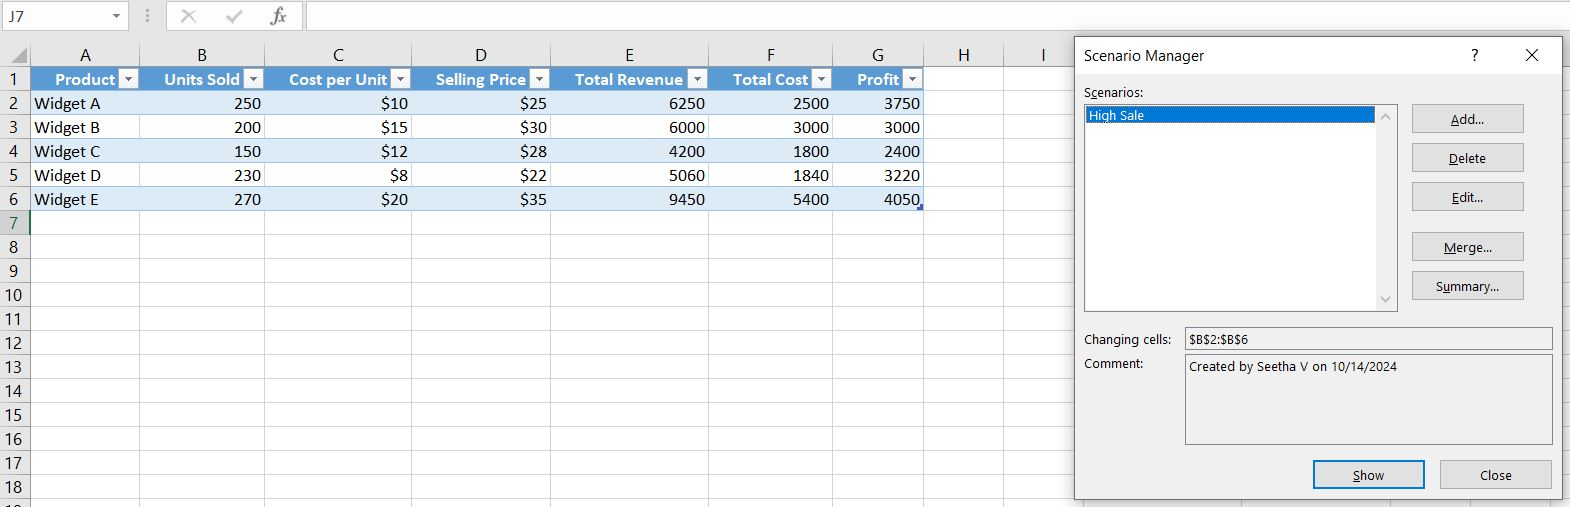 J7 fx
A B C D E F G H I
1 Product Units Sold Cost per Unit Selling Price Total Revenue Total Cost Profit
2 Widget A 250 $10 $25 6250 2500 3750
3 Widget B 200 $15 $30 6000 3000 3000
4 Widget C 150 $12 $28 4200 1800 2400
5 Widget D 230 $8 $22 5060 1840 3220
6 Widget E 270 $20 $35 9450 5400 4050
7
8
9
10
11
12
13
14
15
16
17
18
Scenario Manager ?
Scenarios:
High Sale
Add...
Delete
Edit...
Merge...
Summary...
Changing cells: $B$2:$B$6
Comment: Created by Seetha V on 10/14/2024
Show Close